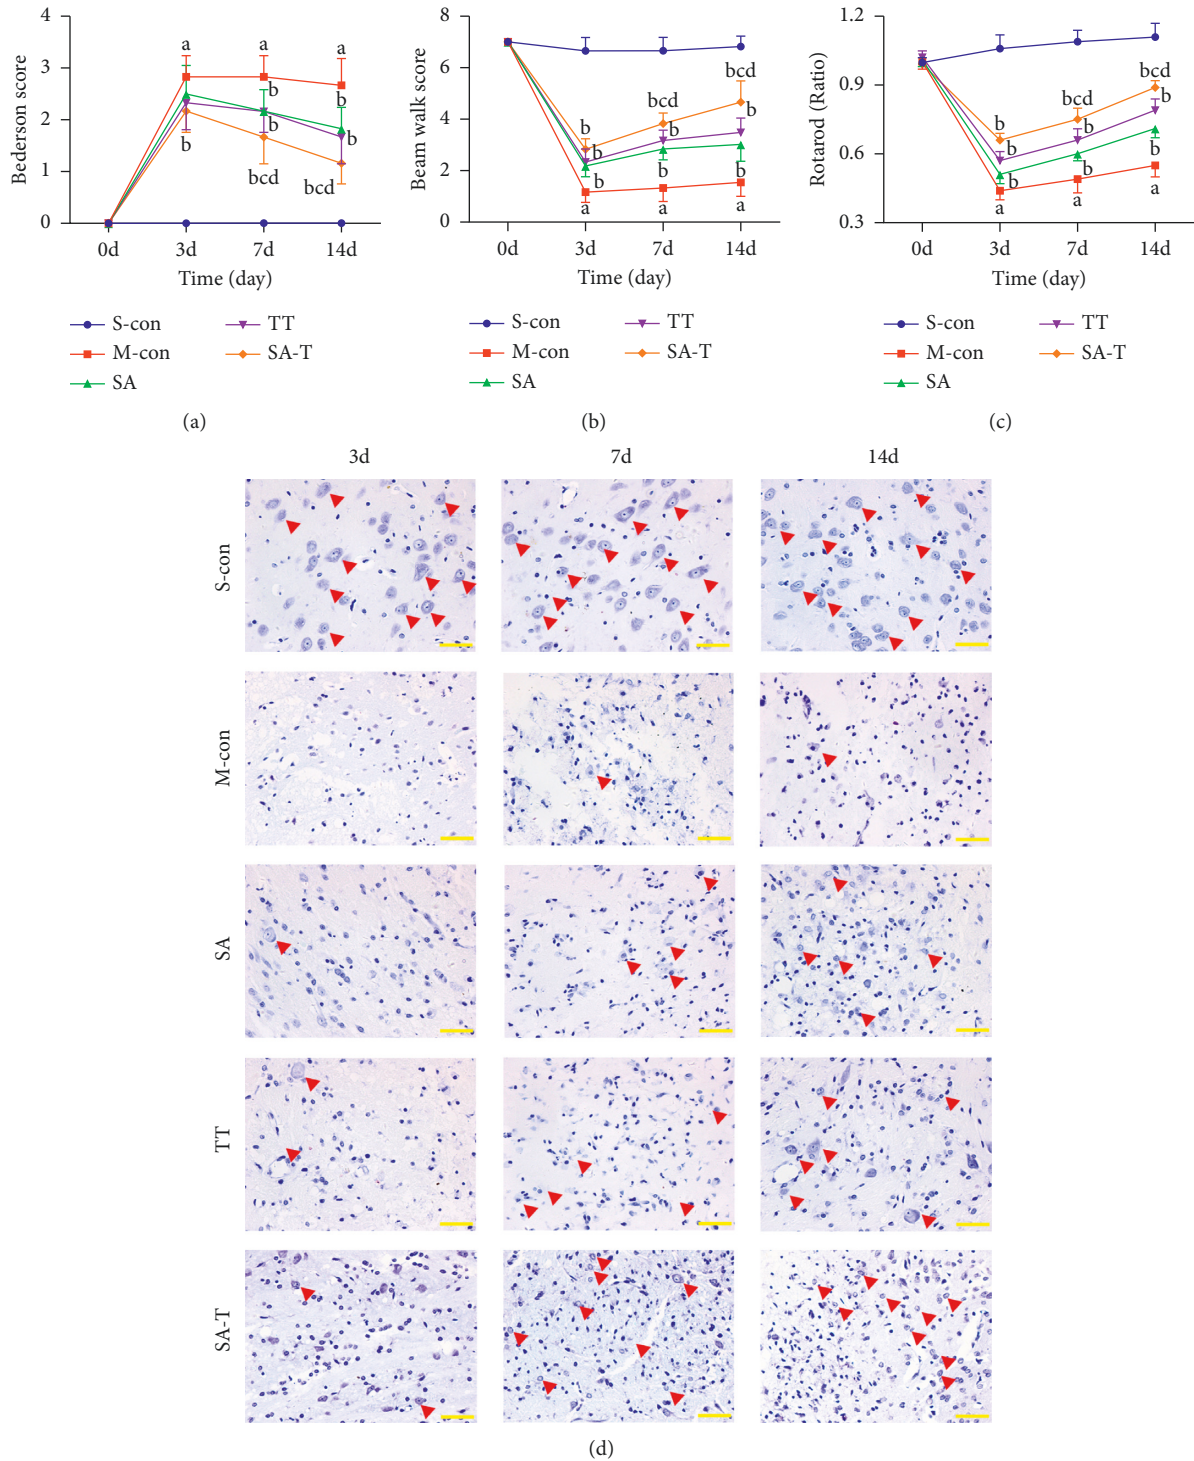 4
3
2
1
0
Bederson score
a
a
a
b
b
b
b
b
b
bcd
bcd
0d
3d
7d
14d
Time (day)
S-con
M-con
SA
TT
SA-T
(a)
8
6
4
2
0
Beam walk score
b
bcd
bcd
b
b
b
b
b
b
a
a
a
0d
3d
7d
14d
Time (day)
S-con
M-con
SA
TT
SA-T
(b)
1.2
0.9
0.6
0.3
Rotarod (Ratio)
b
bcd
bcd
b
b
b
b
b
b
a
a
a
0d
3d
7d
14d
Time (day)
S-con
M-con
SA
TT
SA-T
(c)
3d
7d
14d
S-con
M-con
SA
TT
SA-T
(d)